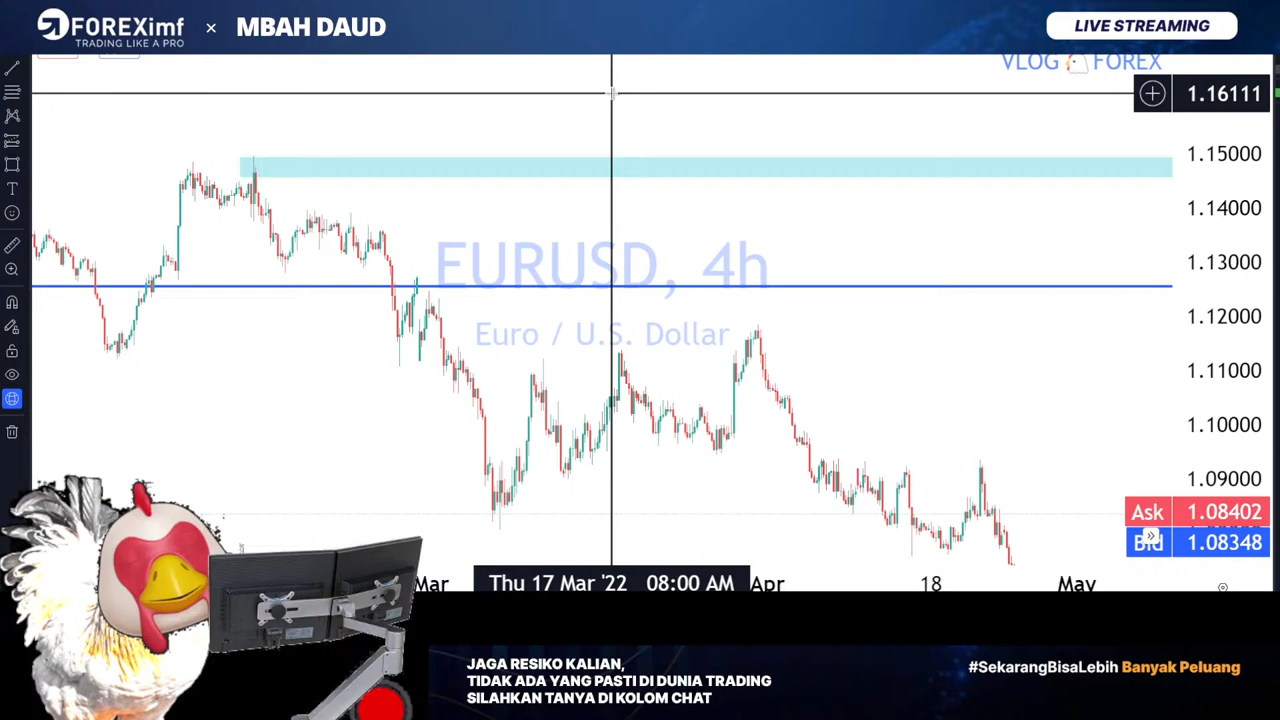 FOREXimf
TRADING LIKE A PRO
×
MBAH DAUD
LIVE STREAMING
VLOG FOREX
1.16111
1.15000
1.14000
EURUSD, 4h
1.13000
1.12000
Euro / U.S. Dollar
1.11000
1.10000
1.09000
Ask 1.08402
Bid 1.08348
Mar
Thu 17 Mar '22 08:00 AM
Apr
18
May
JAGA RESIKO KALIAN,
TIDAK ADA YANG PASTI DI DUNIA TRADING
SILAHKAN TANYA DI KOLOM CHAT
#SekarangBisaLebih Banyak Peluang